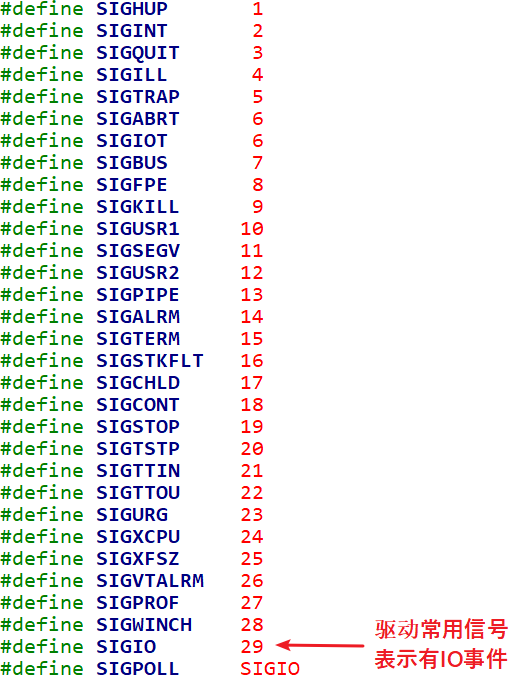 #define SIGHUP 1
#define SIGINT 2
#define SIGQUIT 3
#define SIGILL 4
#define SIGTRAP 5
#define SIGABRT 6
#define SIGIOT 6
#define SIGBUS 7
#define SIGFPE 8
#define SIGKILL 9
#define SIGUSR1 10
#define SIGSEGV 11
#define SIGUSR2 12
#define SIGPIPE 13
#define SIGALRM 14
#define SIGTERM 15
#define SIGSTKFLT 16
#define SIGCHLD 17
#define SIGCONT 18
#define SIGSTOP 19
#define SIGTSTP 20
#define SIGTTIN 21
#define SIGTTOU 22
#define SIGURG 23
#define SIGXCPU 24
#define SIGXFSZ 25
#define SIGVTALRM 26
#define SIGPROF 27
#define SIGWINCH 28
#define SIGIO 29
#define SIGPOLL SIGIO
驱动常用信号
表示有IO事件